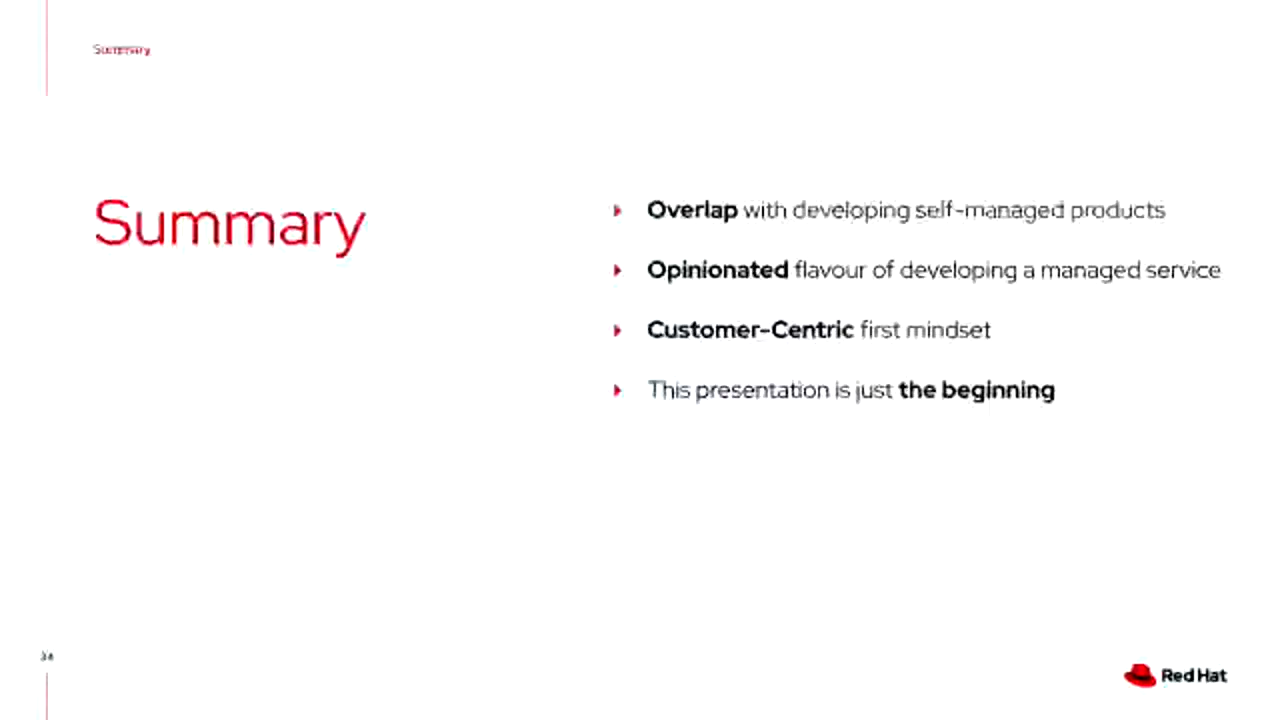 Summary
Summary
Overlap with developing self-managed products
Opinionated flavour of developing a managed service
Customer-Centric first mindset
This presentation is just the beginning
Red Hat